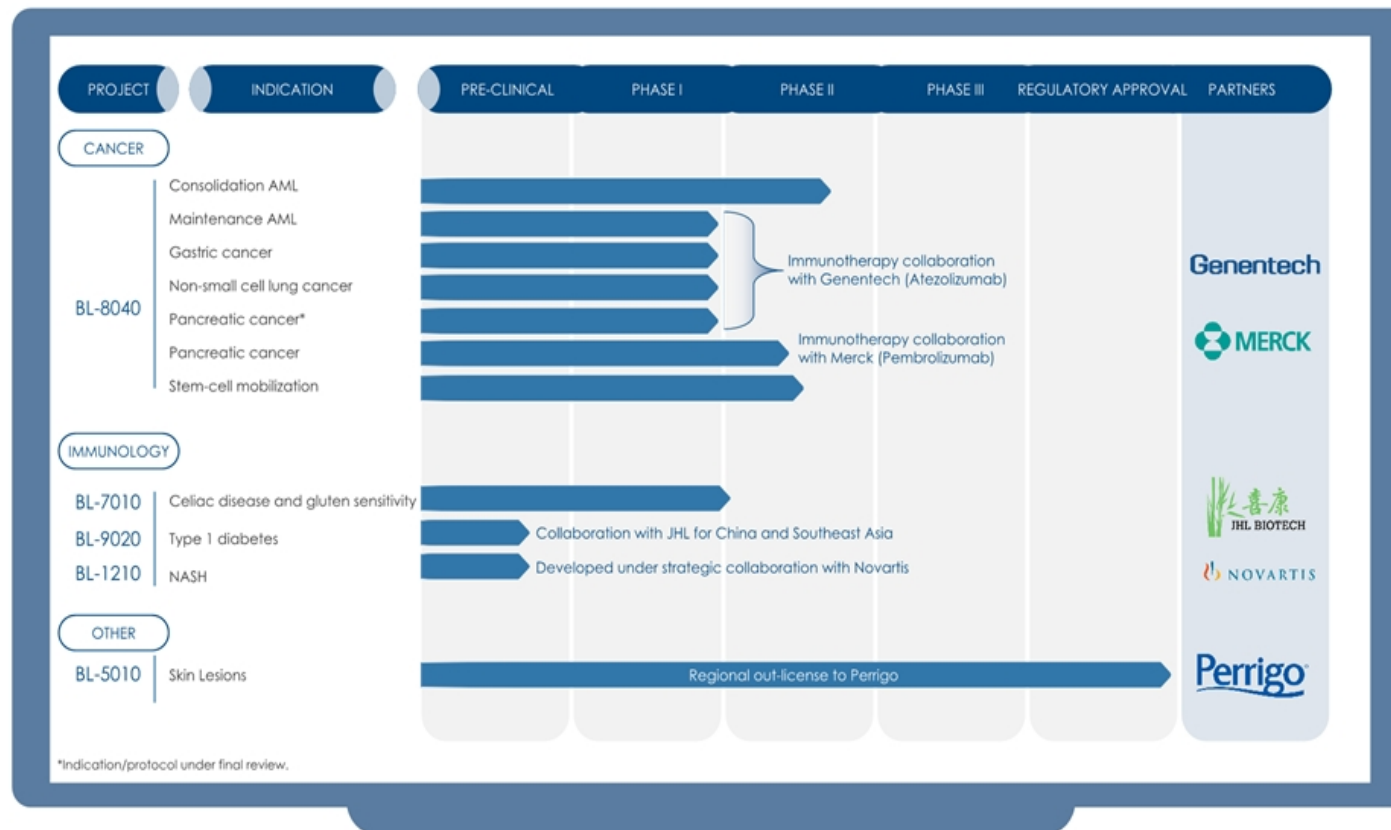 PROJECT INDICATION PRE-CLINICAL PHASE I PHASE II PHASE III REGULATORY APPROVAL PARTNERS
CANCER
BL-8040
Consolidation AML
Maintenance AML
Gastric cancer
Non-small cell lung cancer
Pancreatic cancer*
Pancreatic cancer
Stem-cell mobilization
Immunotherapy collaboration
with Genentech (Atezolizumab)
Immunotherapy collaboration
with Merck (Pembrolizumab)
Genentech
MERCK
IMMUNOLOGY
BL-7010 Celiac disease and gluten sensitivity
BL-9020 Type 1 diabetes Collaboration with JHL for China and Southeast Asia
BL-1210 NASH Developed under strategic collaboration with Novartis
喜康
JHL BIOTECH
NOVARTIS
OTHER
BL-5010 Skin Lesions Regional out-license to Perrigo
Perrigo
*Indication/protocol under final review.